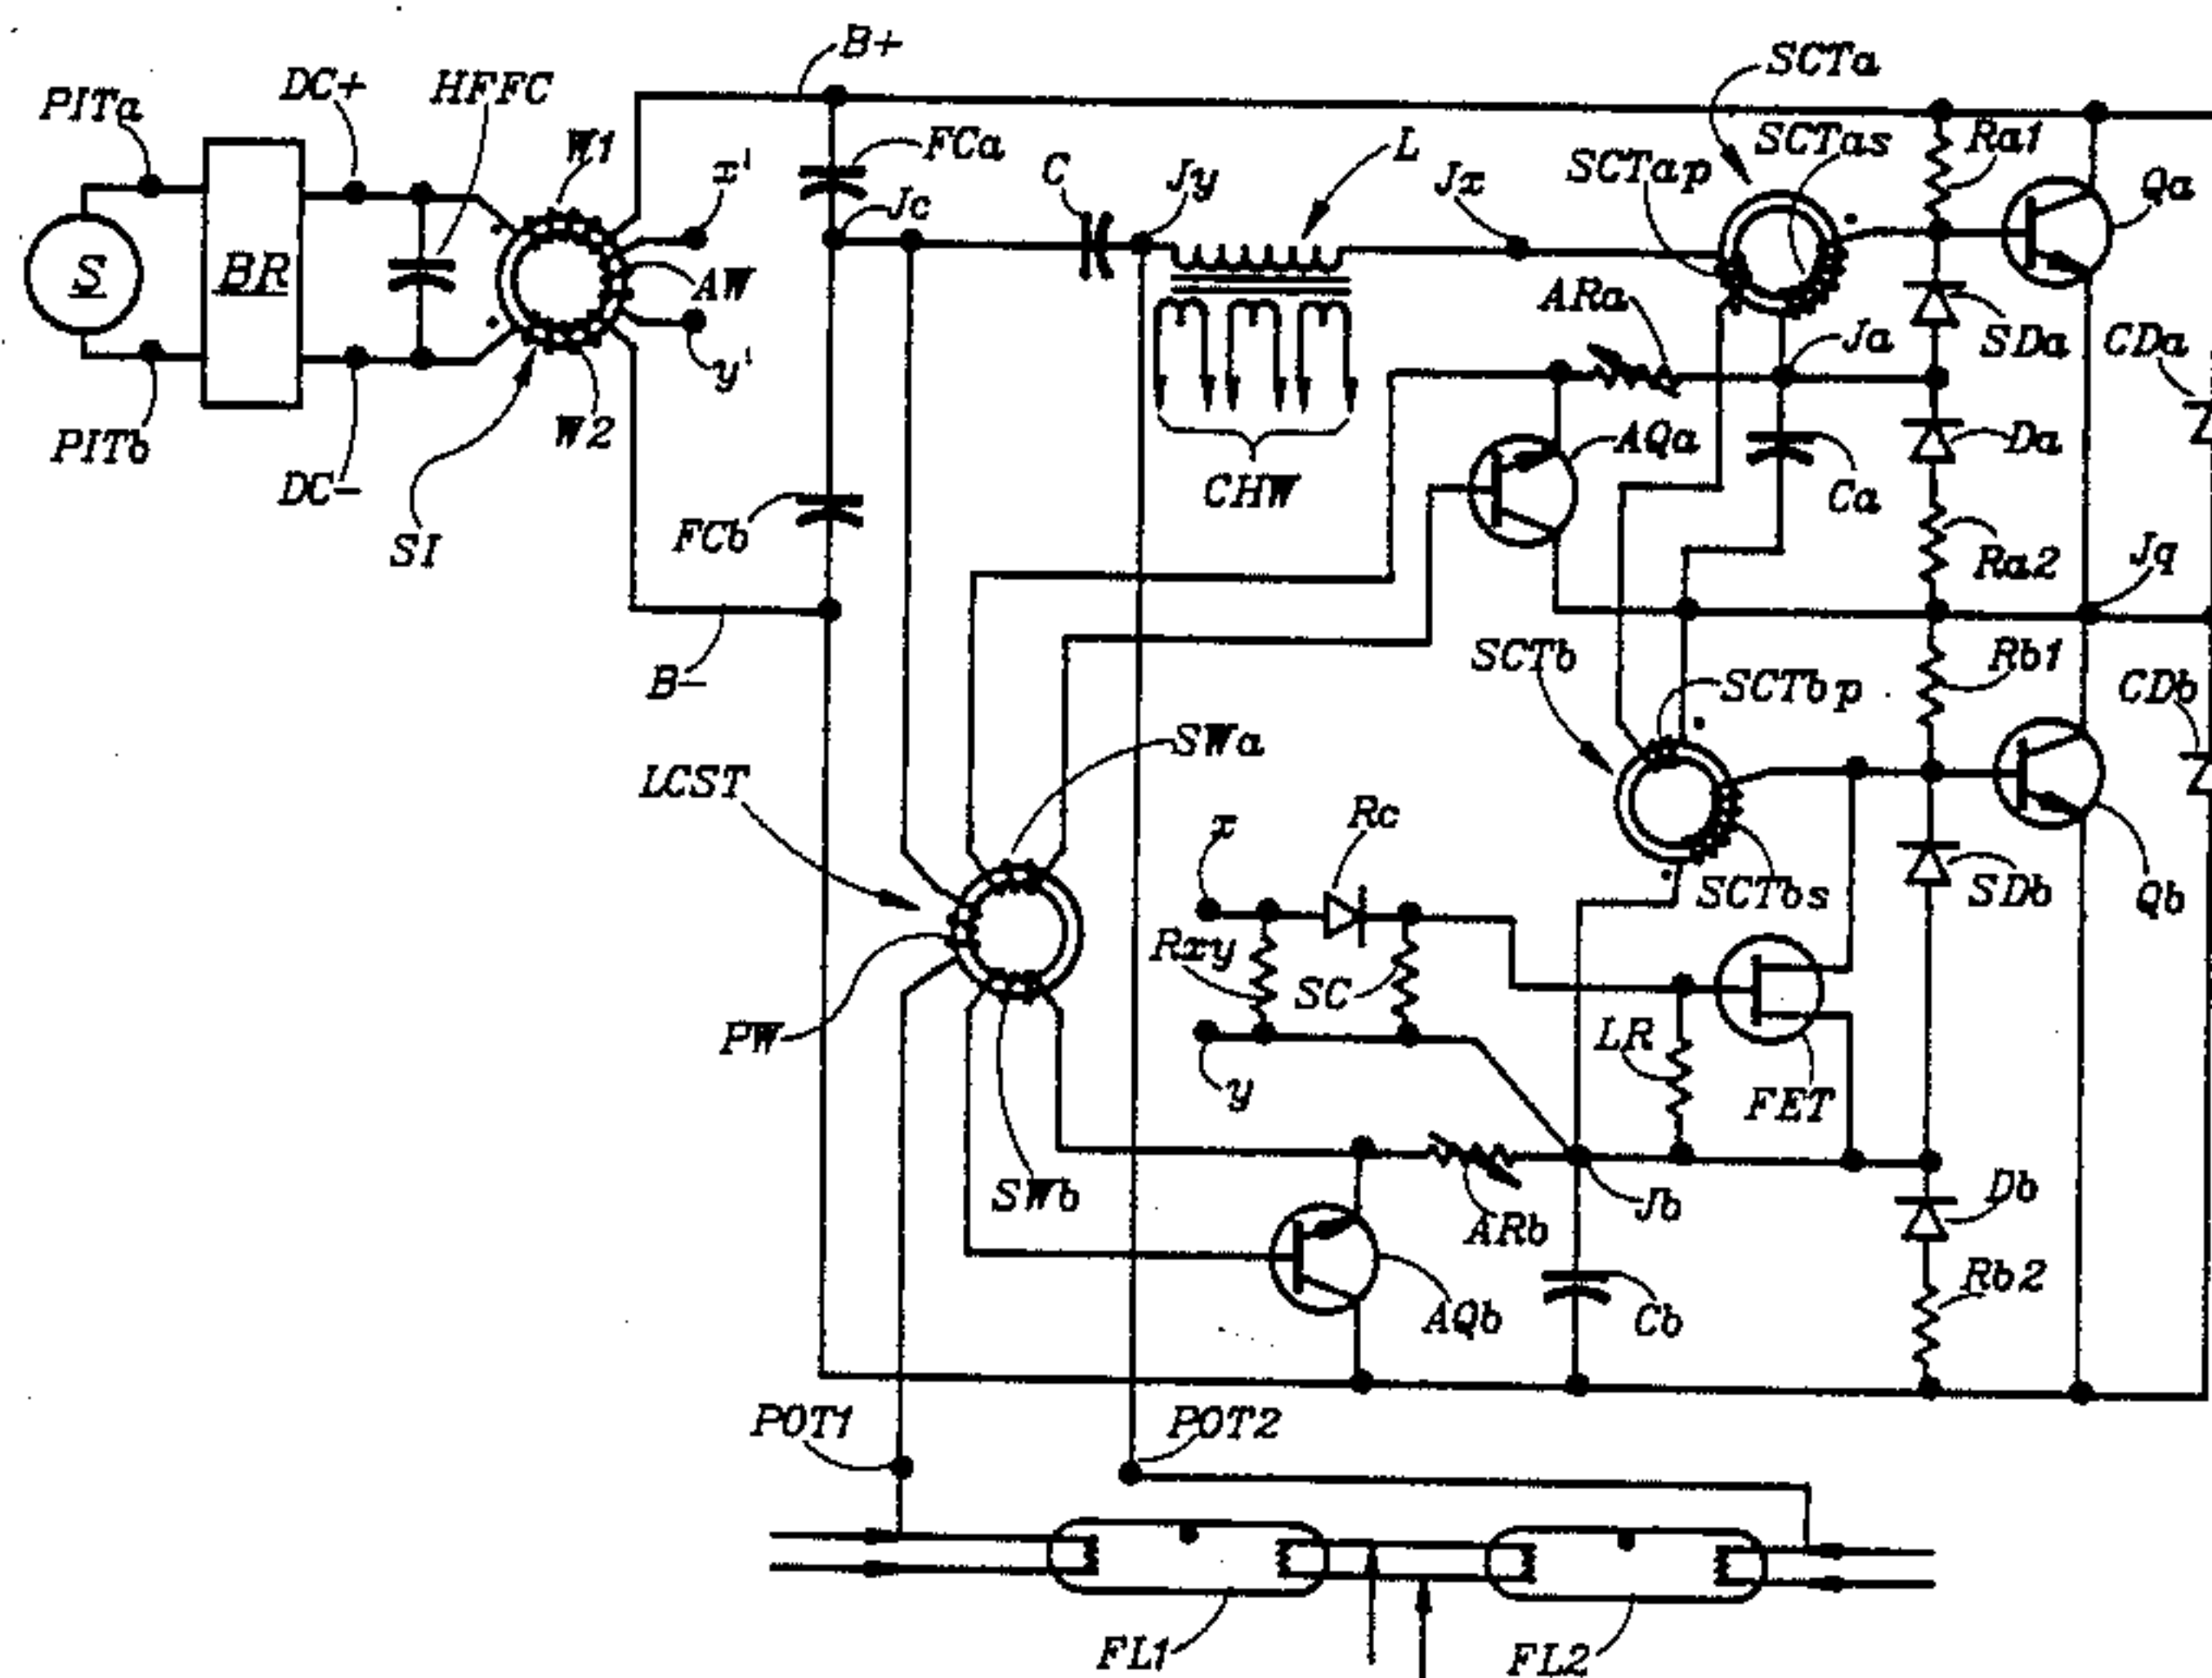 B+
SCTa
PITa
DC+
HFFC
W1
FCa
C
Jy
L
Jx
SCTap
SCTas
Ra1
Qa
x'
Jc
S
BR
AW
ARa
Ja
SDa
CDa
y'
PITb
DC-
W2
SI
FCb
CHW
AQa
Ca
Da
Ra2
Jq
B-
SCTb
SCTbp
Rb1
CDb
LCST
SWa
x
Rc
SCTbs
SDb
Qb
Rxy
SC
PW
y
LR
FET
SWb
ARb
Jb
Db
AQb
Cb
Rb2
POT1
POT2
FL1
FL2